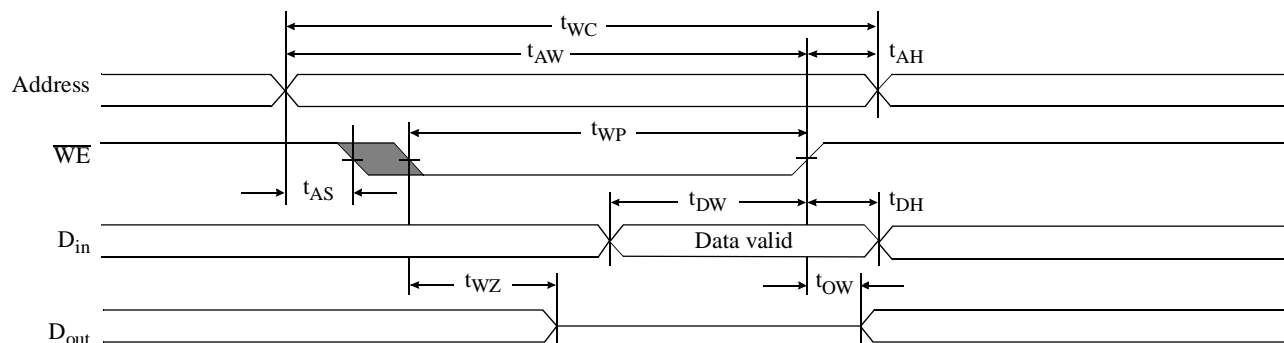 tWC
tAW
tAH
Address
tWP
WE
tAS
tDW
tDH
Din
Data valid
tWZ
tOW
Dout